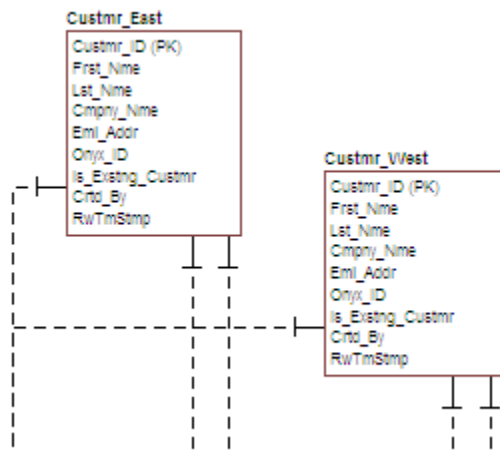 Custmr_East
Custmr_ID (PK)
Frst_Nme
Lst_Nme
Cmpny_Nme
Eml_Addr
Onyx_ID
Is_Exstng_Custmr
Crtd_By
RwTmStmp
Custmr_West
Custmr_ID (PK)
Frst_Nme
Lst_Nme
Cmpny_Nme
Eml_Addr
Onyx_ID
Is_Exstng_Custmr
Crtd_By
RwTmStmp